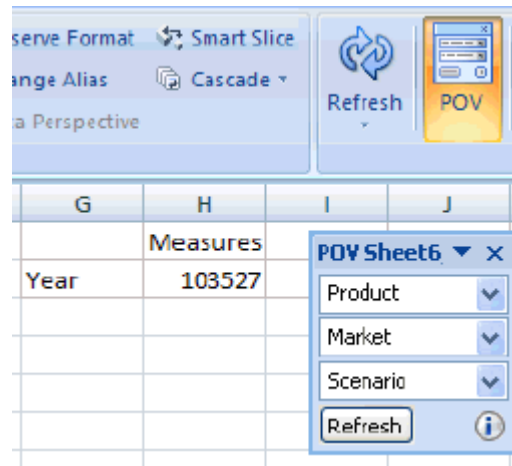 serve Format Smart Slice
ange Alias Cascade
Refresh POV
a Perspective
G H I J
Measures
POV Sheet6
Year 103527
Product
Market
Scenario
Refresh